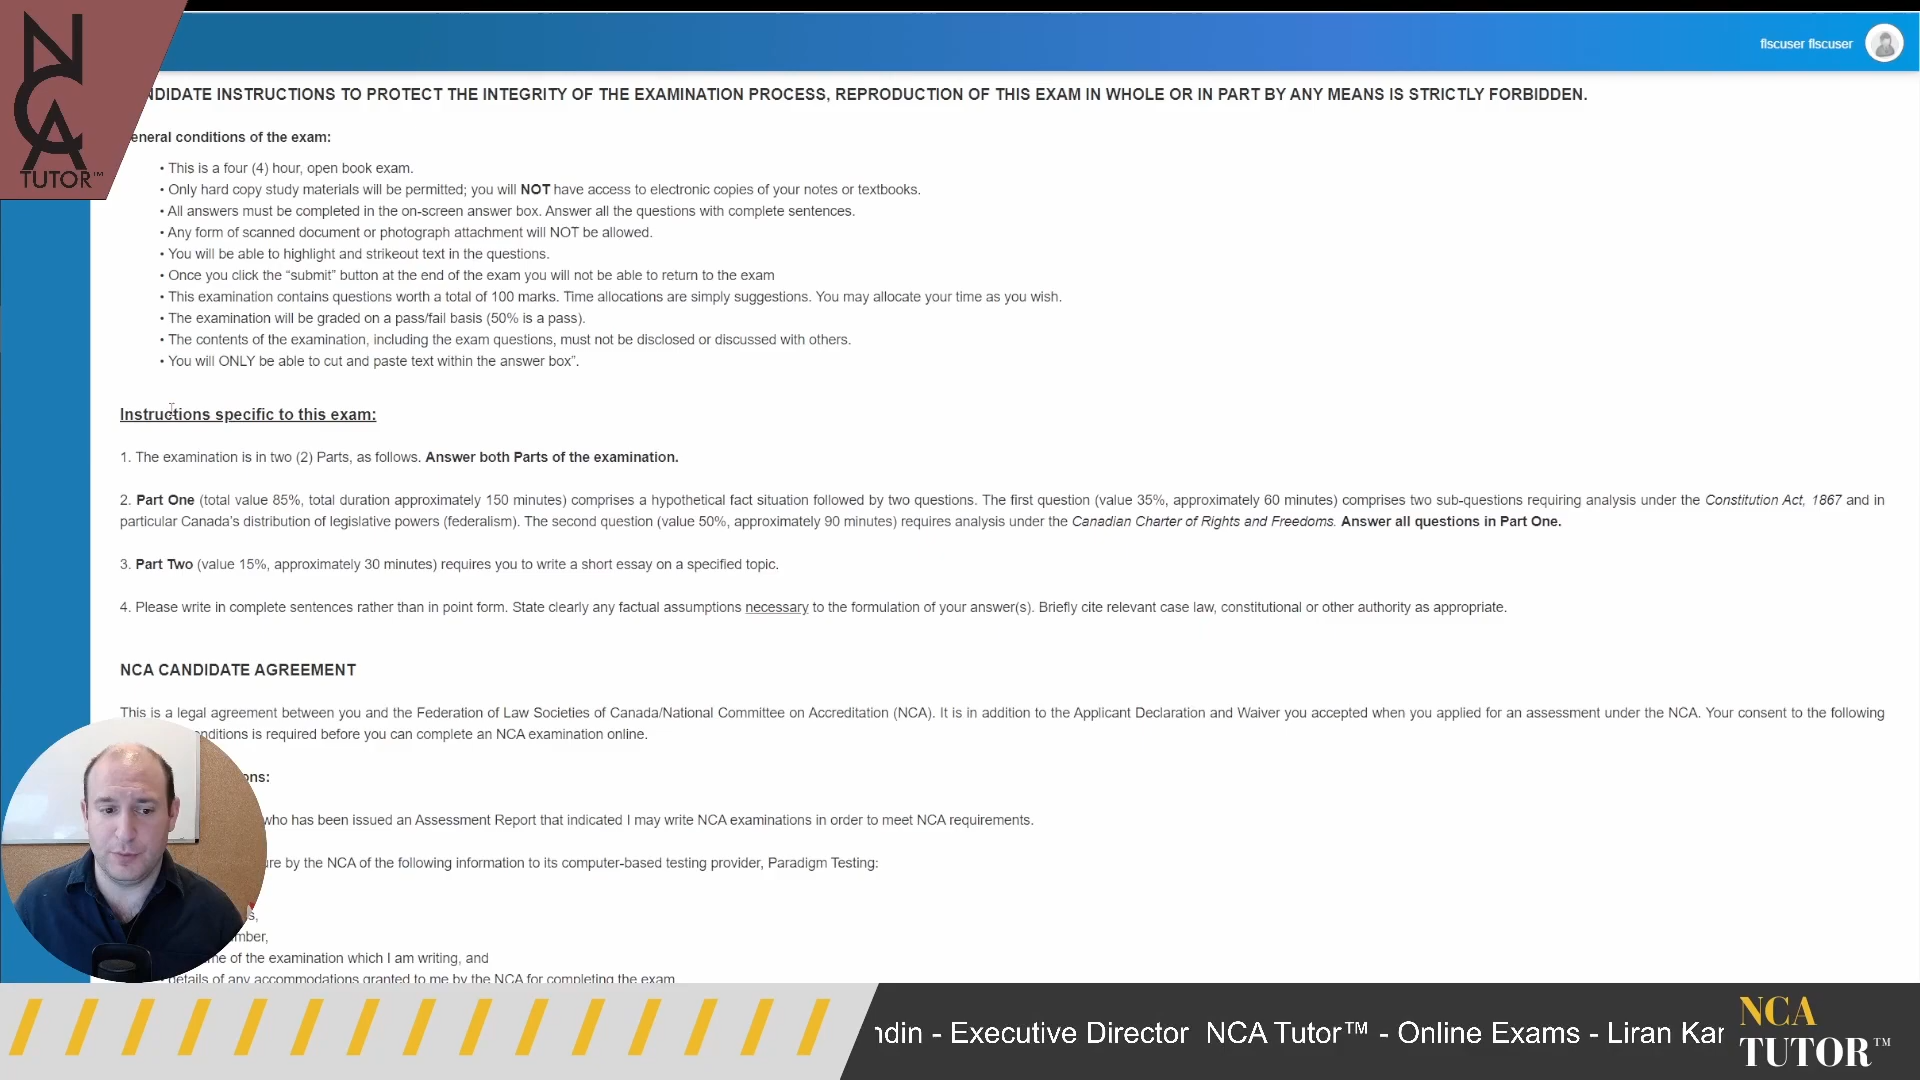 NCA
TUTOR™
flscuser flscuser
NDIDATE INSTRUCTIONS TO PROTECT THE INTEGRITY OF THE EXAMINATION PROCESS, REPRODUCTION OF THIS EXAM IN WHOLE OR IN PART BY ANY MEANS IS STRICTLY FORBIDDEN.
eneral conditions of the exam:
• This is a four (4) hour, open book exam.
• Only hard copy study materials will be permitted; you will NOT have access to electronic copies of your notes or textbooks.
• All answers must be completed in the on-screen answer box. Answer all the questions with complete sentences.
• Any form of scanned document or photograph attachment will NOT be allowed.
• You will be able to highlight and strikeout text in the questions.
• Once you click the “submit” button at the end of the exam you will not be able to return to the exam
• This examination contains questions worth a total of 100 marks. Time allocations are simply suggestions. You may allocate your time as you wish.
• The examination will be graded on a pass/fail basis (50% is a pass).
• The contents of the examination, including the exam questions, must not be disclosed or discussed with others.
• You will ONLY be able to cut and paste text within the answer box”.
Instructions specific to this exam:
1. The examination is in two (2) Parts, as follows. Answer both Parts of the examination.
2. Part One (total value 85%, total duration approximately 150 minutes) comprises a hypothetical fact situation followed by two questions. The first question (value 35%, approximately 60 minutes) comprises two sub-questions requiring analysis under the Constitution Act, 1867 and in
particular Canada’s distribution of legislative powers (federalism). The second question (value 50%, approximately 90 minutes) requires analysis under the Canadian Charter of Rights and Freedoms. Answer all questions in Part One.
3. Part Two (value 15%, approximately 30 minutes) requires you to write a short essay on a specified topic.
4. Please write in complete sentences rather than in point form. State clearly any factual assumptions necessary to the formulation of your answer(s). Briefly cite relevant case law, constitutional or other authority as appropriate.
NCA CANDIDATE AGREEMENT
This is a legal agreement between you and the Federation of Law Societies of Canada/National Committee on Accreditation (NCA). It is in addition to the Applicant Declaration and Waiver you accepted when you applied for an assessment under the NCA. Your consent to the following
nditions is required before you can complete an NCA examination online.
ons:
who has been issued an Assessment Report that indicated I may write NCA examinations in order to meet NCA requirements.
ure by the NCA of the following information to its computer-based testing provider, Paradigm Testing:
s,
mber,
me of the examination which I am writing, and
details of any accommodations granted to me by the NCA for completing the exam
ndin - Executive Director NCA Tutor™ - Online Exams - Liran Kar
NCA
TUTOR™